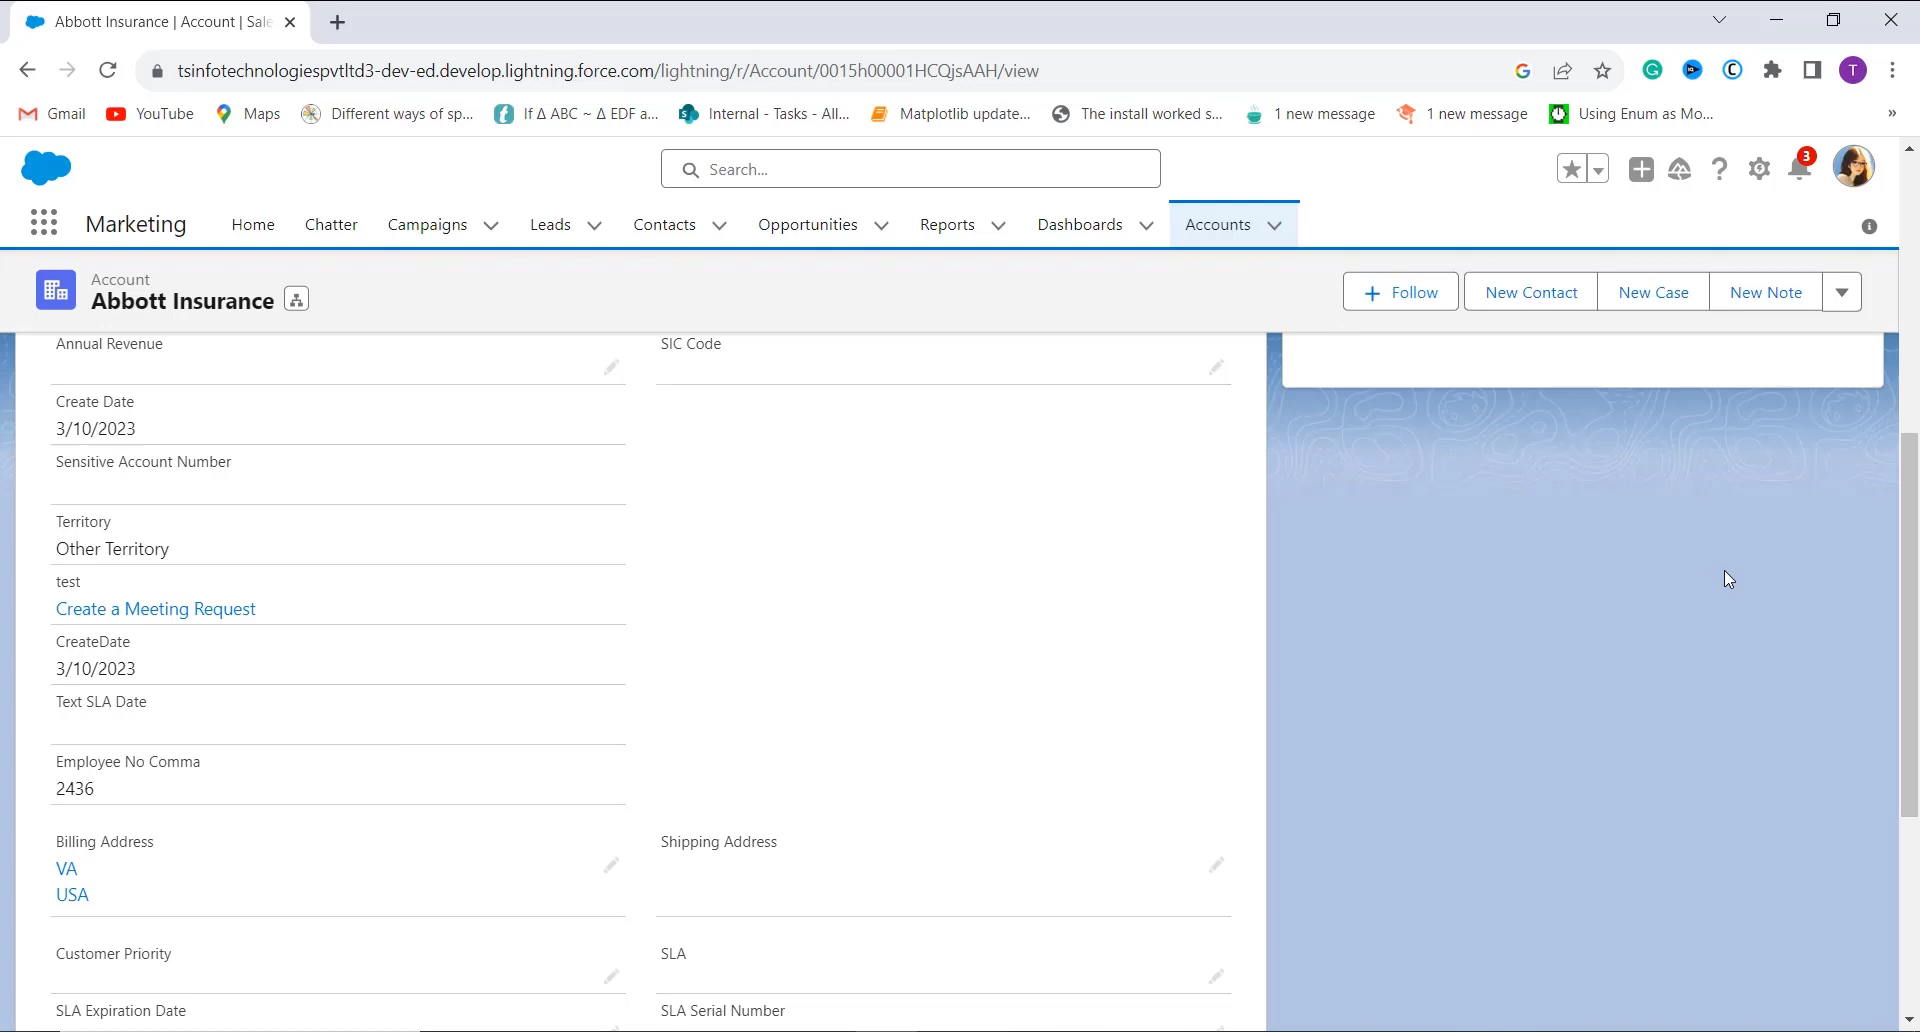 Abbott Insurance | Account | Sale
tsinfotechnologiespvtltd3-dev-ed.develop.lightning.force.com/lightning/r/Account/0015h00001HCQjsAAH/view
Gmail YouTube Maps Different ways of sp... If Δ ABC ~ Δ EDF a... Internal - Tasks - All... Matplotlib update... The install worked s... 1 new message 1 new message Using Enum as Mo... »
Search... 3
Marketing Home Chatter Campaigns Leads Contacts Opportunities Reports Dashboards Accounts
Account
Abbott Insurance
+ Follow New Contact New Case New Note
Annual Revenue SIC Code
Create Date
3/10/2023
Sensitive Account Number
Territory
Other Territory
test
Create a Meeting Request
CreateDate
3/10/2023
Text SLA Date
Employee No Comma
2436
Billing Address Shipping Address
VA
USA
Customer Priority SLA
SLA Expiration Date SLA Serial Number